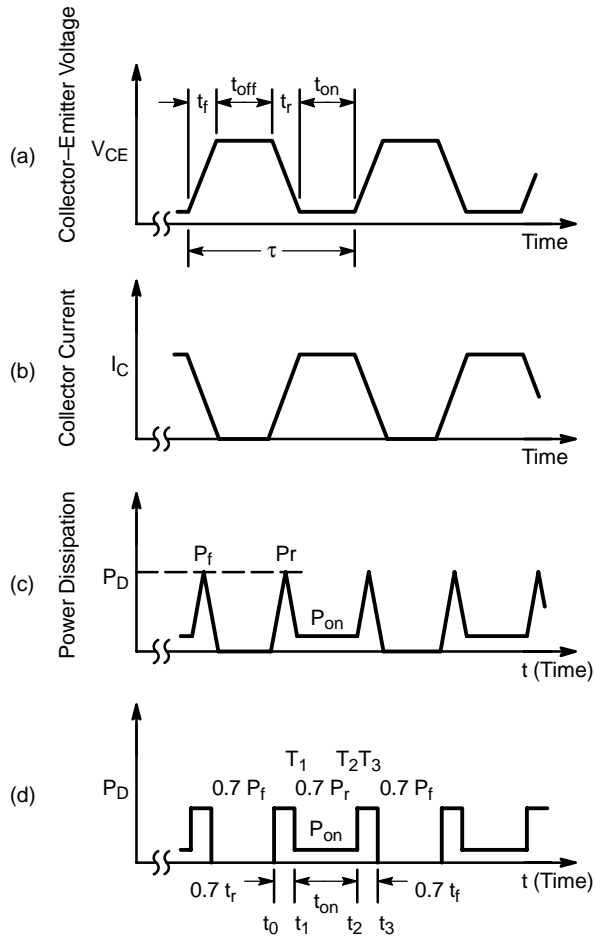 (a)
Collector–Emitter Voltage
V_CE
t_f
t_off
t_r
t_on
τ
Time
(b)
Collector Current
I_C
Time
(c)
Power Dissipation
P_D
P_f
Pr
P_on
t (Time)
(d)
P_D
T_1 T_2 T_3
0.7 P_f 0.7 P_r 0.7 P_f
P_on
t (Time)
0.7 t_r t_on 0.7 t_f
t_0 t_1 t_2 t_3